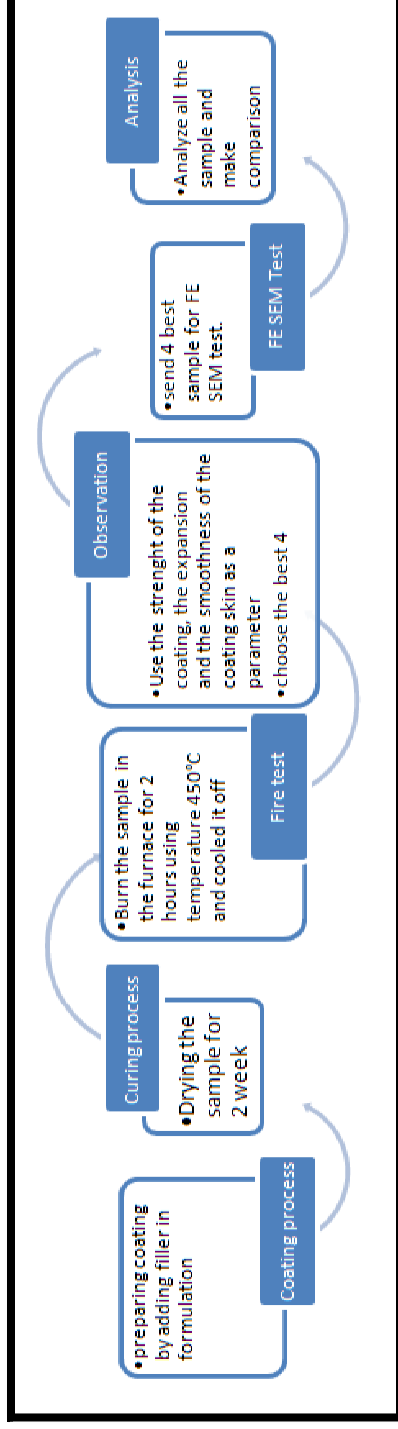 •preparing coating
by adding filler in
formulation
Coating process
Curing process
•Drying the
sample for
2 week
•Burn the sample in
the furnace for 2
hours using
temperature 450°C
and cooled it off
Fire test
Observation
•Use the strenght of the
coating, the expansion
and the smoothness of the
coating skin as a
parameter
•choose the best 4
•send 4 best
sample for FE
SEM test.
FE SEM Test
Analysis
•Analyze all the
sample and
make
comparison